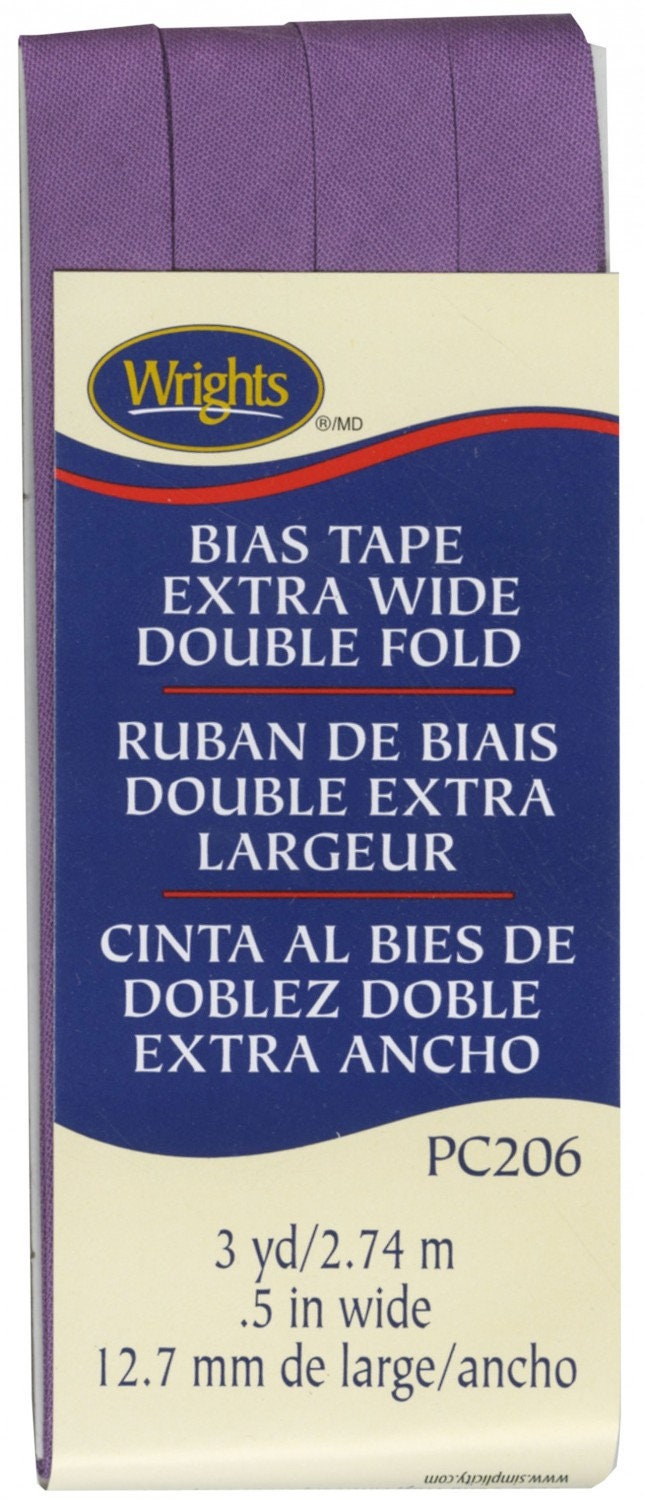 Wrights
®/MD
BIAS TAPE
EXTRA WIDE
DOUBLE FOLD
RUBAN DE BIAIS
DOUBLE EXTRA
LARGEUR
CINTA AL BIES DE
DOBLEZ DOBLE
EXTRA ANCHO
PC206
3 yd/2.74 m
.5 in wide
12.7 mm de large/ancho
www.simplicity.com